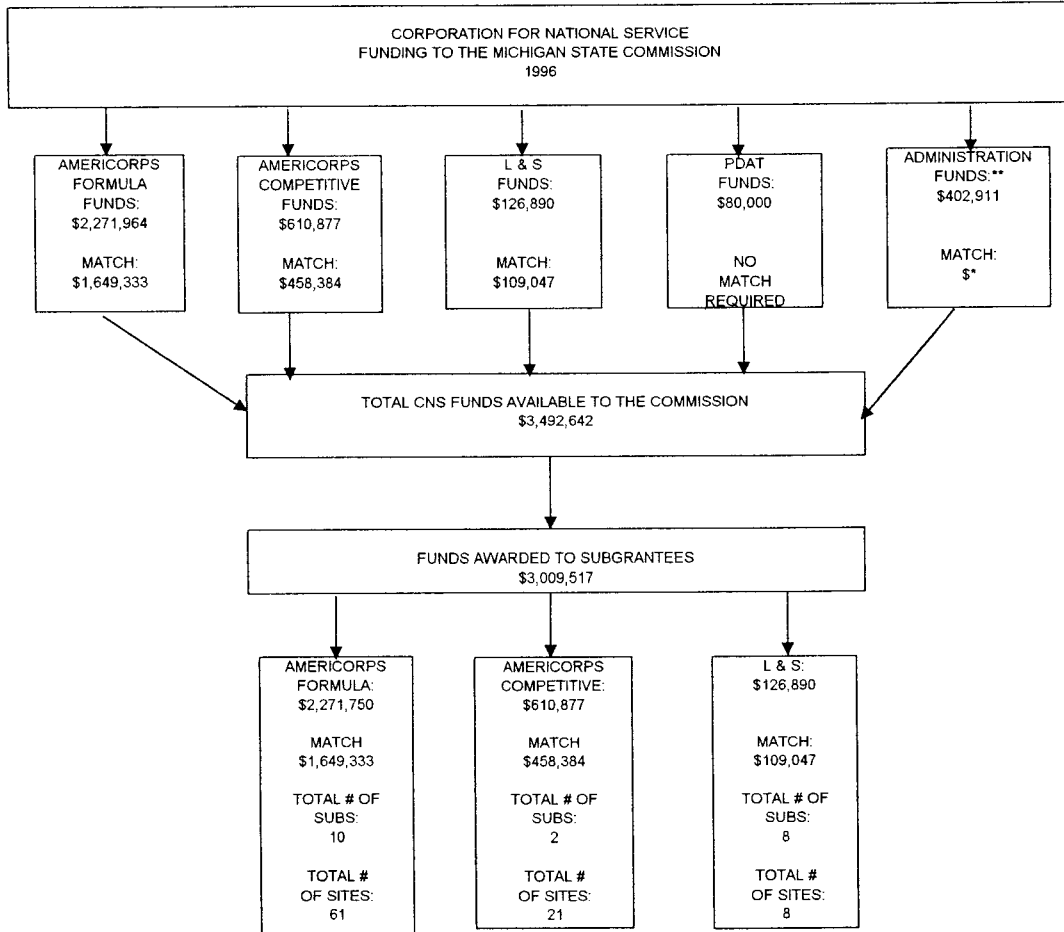 CORPORATION FOR NATIONAL SERVICE
FUNDING TO THE MICHIGAN STATE COMMISSION
1996
AMERICORPS
FORMULA
FUNDS:
$2,271,964
MATCH:
$1,649,333
AMERICORPS
COMPETITIVE
FUNDS:
$610,877
MATCH:
$458,384
L & S
FUNDS:
$126,890
MATCH:
$109,047
PDAT
FUNDS:
$80,000
NO
MATCH
REQUIRED
ADMINISTRATION
FUNDS:**
$402,911
MATCH:
$*
TOTAL CNS FUNDS AVAILABLE TO THE COMMISSION
$3,492,642
FUNDS AWARDED TO SUBGRANTEES
$3,009,517
AMERICORPS
FORMULA:
$2,271,750
MATCH
$1,649,333
TOTAL # OF
SUBS:
10
TOTAL #
OF SITES:
61
AMERICORPS
COMPETITIVE:
$610,877
MATCH
$458,384
TOTAL # OF
SUBS:
2
TOTAL #
OF SITES:
21
L & S:
$126,890
MATCH:
$109,047
TOTAL # OF
SUBS:
8
TOTAL #
OF SITES:
8